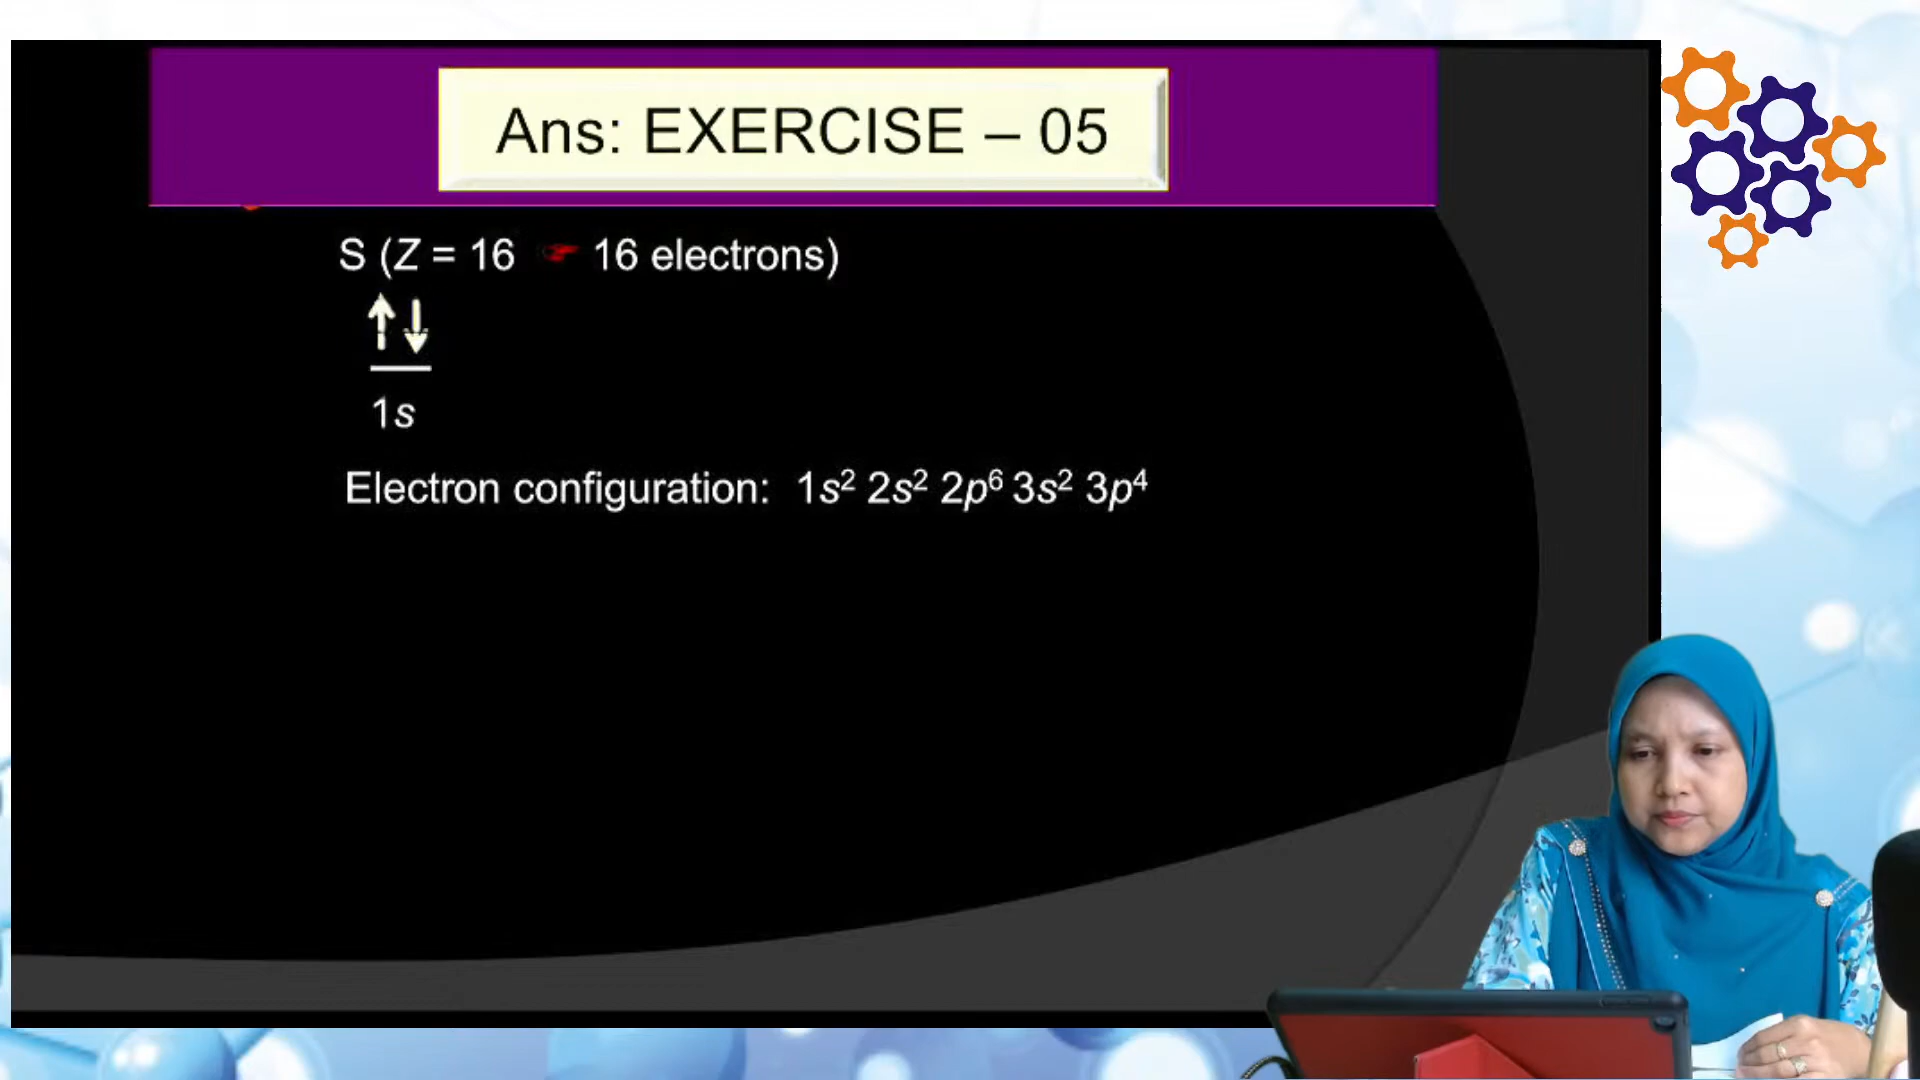 Ans: EXERCISE – 05
S (Z = 16 ☛ 16 electrons)
↑↓
1s
Electron configuration: 1s² 2s² 2p⁶ 3s² 3p⁴